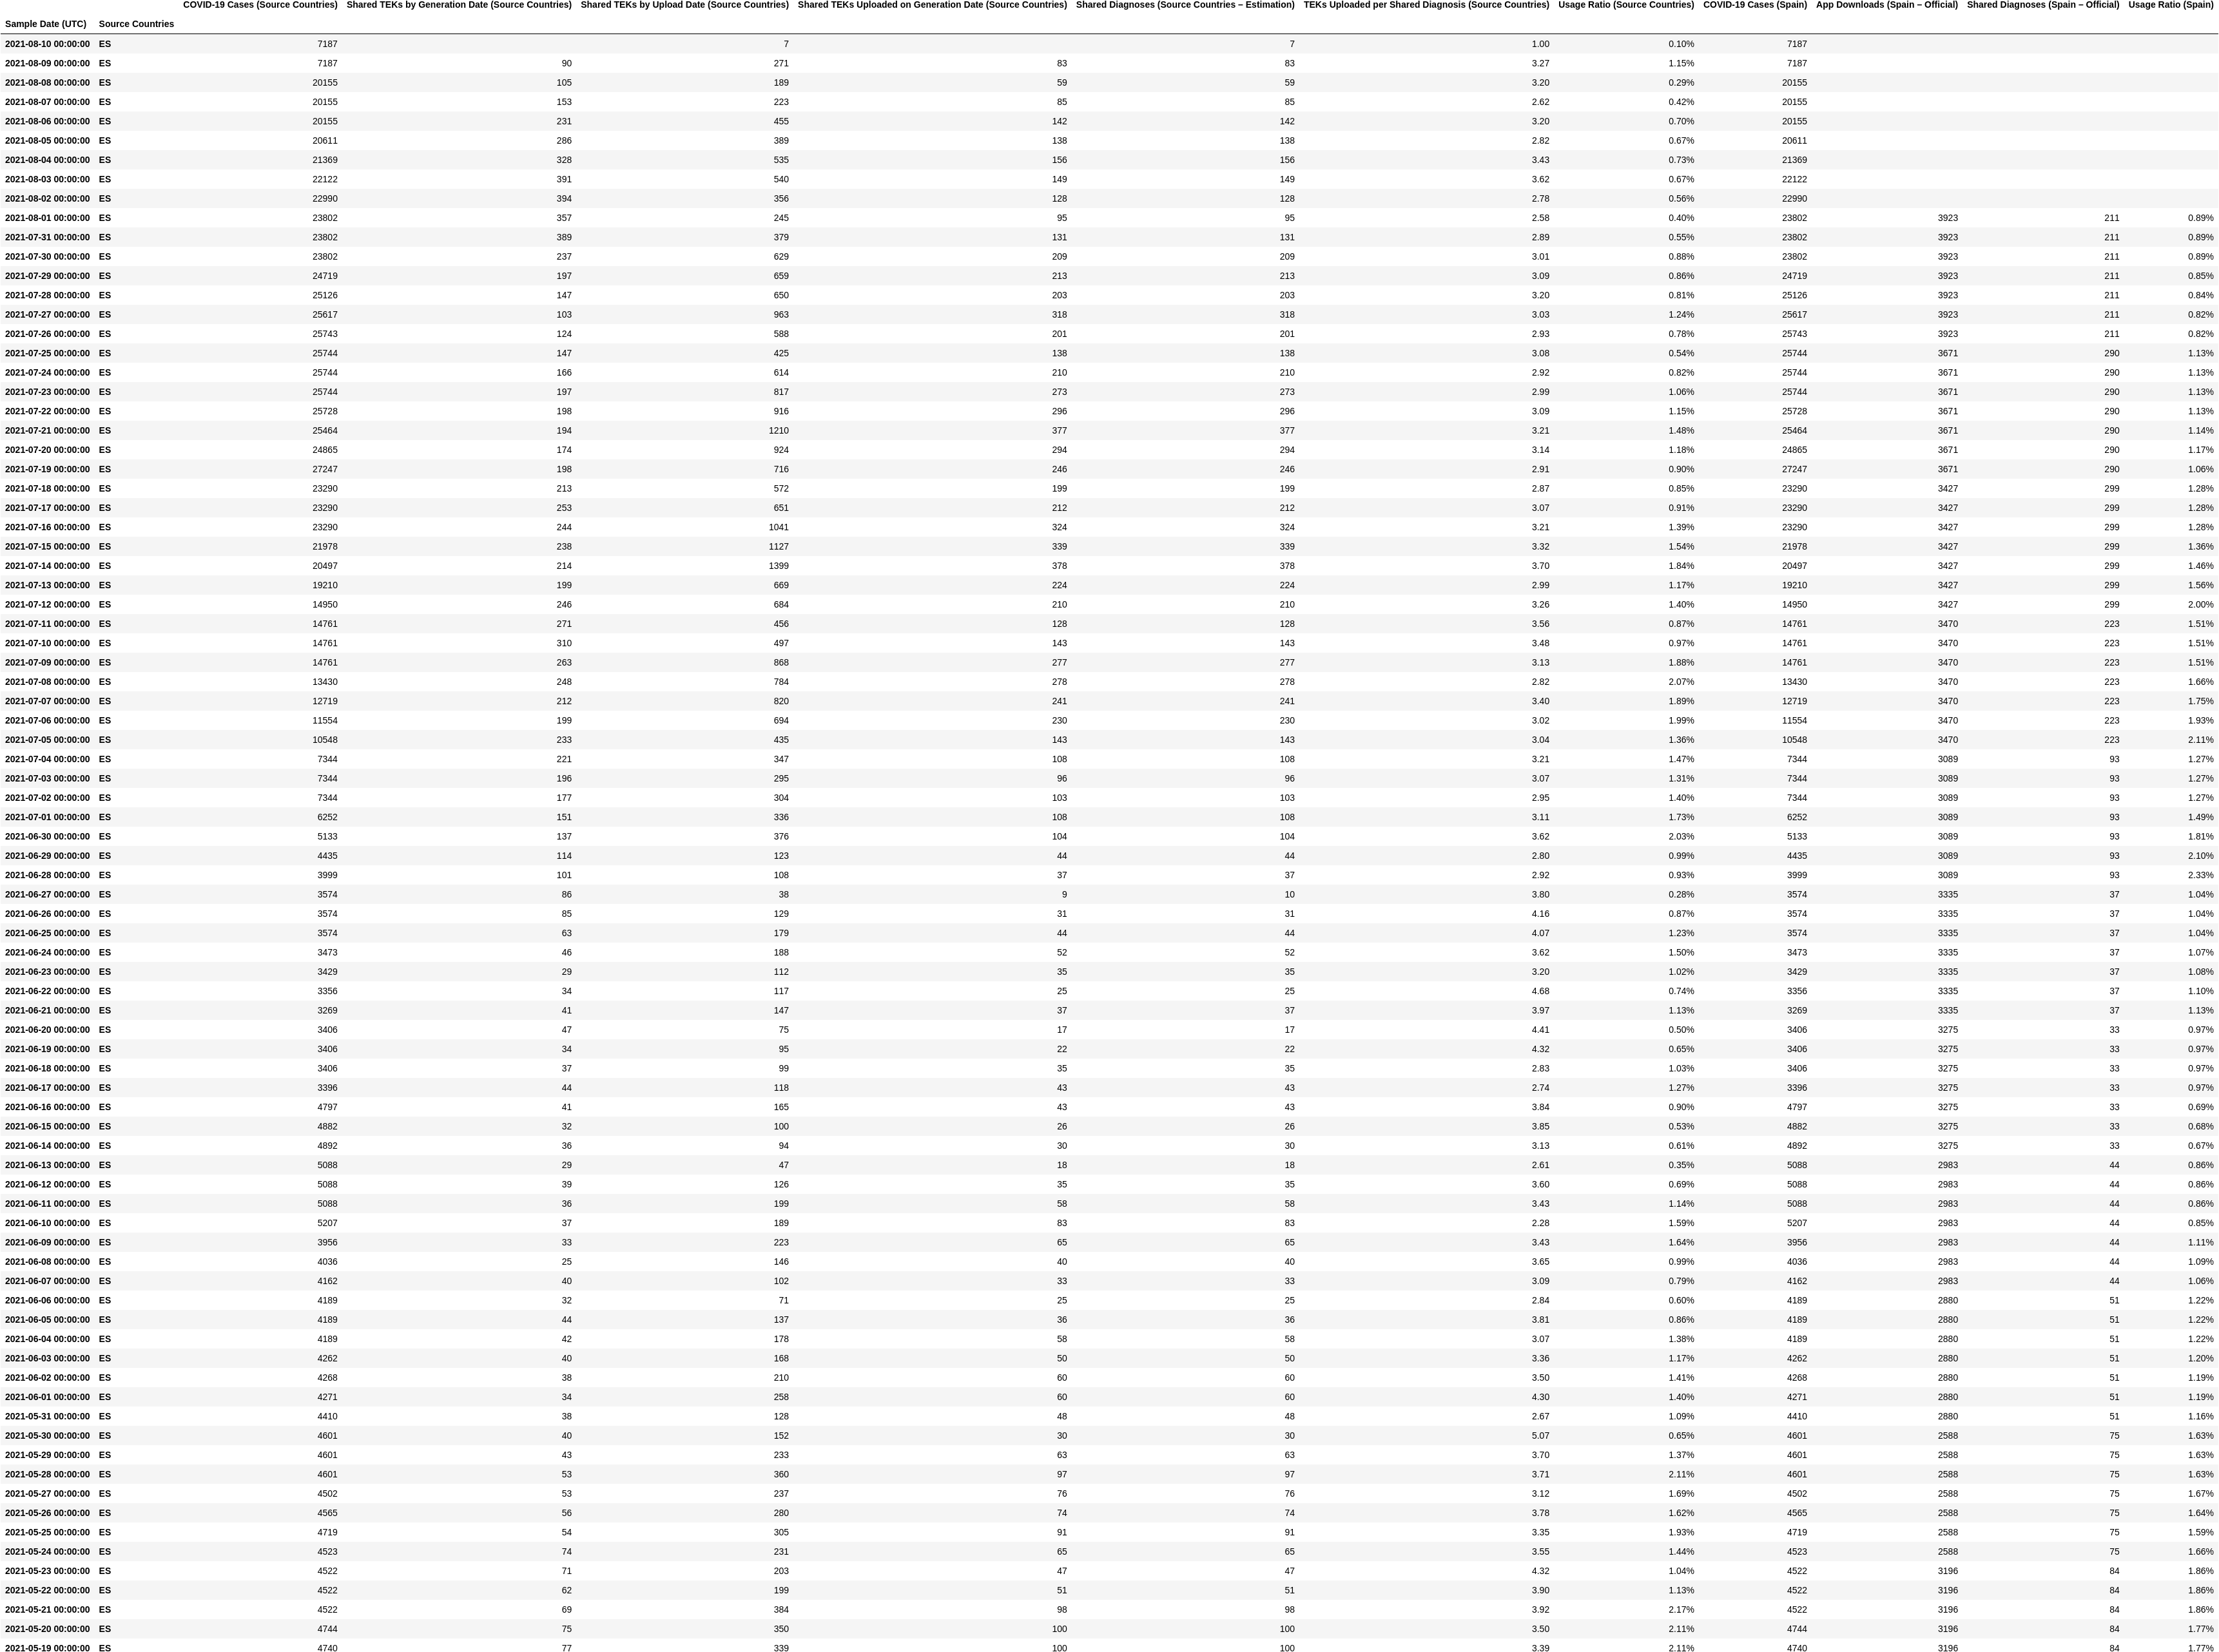 COVID-19 Cases (Source Countries) Shared TEKs by Generation Date (Source Countries) Shared TEKs by Upload Date (Source Countries) Shared TEKs Uploaded on Generation Date (Source Countries) Shared Diagnoses (Source Countries – Estimation) TEKs Uploaded per Shared Diagnosis (Source Countries) Usage Ratio (Source Countries) COVID-19 Cases (Spain) App Downloads (Spain – Official) Shared Diagnoses (Spain – Official) Usage Ratio (Spain)
Sample Date (UTC) Source Countries
2021-08-10 00:00:00 ES 7187 7 7 1.00 0.10% 7187
2021-08-09 00:00:00 ES 7187 90 271 83 83 3.27 1.15% 7187
2021-08-08 00:00:00 ES 20155 105 189 59 59 3.20 0.29% 20155
2021-08-07 00:00:00 ES 20155 153 223 85 85 2.62 0.42% 20155
2021-08-06 00:00:00 ES 20155 231 455 142 142 3.20 0.70% 20155
2021-08-05 00:00:00 ES 20611 286 389 138 138 2.82 0.67% 20611
2021-08-04 00:00:00 ES 21369 328 535 156 156 3.43 0.73% 21369
2021-08-03 00:00:00 ES 22122 391 540 149 149 3.62 0.67% 22122
2021-08-02 00:00:00 ES 22990 394 356 128 128 2.78 0.56% 22990
2021-08-01 00:00:00 ES 23802 357 245 95 95 2.58 0.40% 23802 3923 211 0.89%
2021-07-31 00:00:00 ES 23802 389 379 131 131 2.89 0.55% 23802 3923 211 0.89%
2021-07-30 00:00:00 ES 23802 237 629 209 209 3.01 0.88% 23802 3923 211 0.89%
2021-07-29 00:00:00 ES 24719 197 659 213 213 3.09 0.86% 24719 3923 211 0.85%
2021-07-28 00:00:00 ES 25126 147 650 203 203 3.20 0.81% 25126 3923 211 0.84%
2021-07-27 00:00:00 ES 25617 103 963 318 318 3.03 1.24% 25617 3923 211 0.82%
2021-07-26 00:00:00 ES 25743 124 588 201 201 2.93 0.78% 25743 3923 211 0.82%
2021-07-25 00:00:00 ES 25744 147 425 138 138 3.08 0.54% 25744 3671 290 1.13%
2021-07-24 00:00:00 ES 25744 166 614 210 210 2.92 0.82% 25744 3671 290 1.13%
2021-07-23 00:00:00 ES 25744 197 817 273 273 2.99 1.06% 25744 3671 290 1.13%
2021-07-22 00:00:00 ES 25728 198 916 296 296 3.09 1.15% 25728 3671 290 1.13%
2021-07-21 00:00:00 ES 25464 194 1210 377 377 3.21 1.48% 25464 3671 290 1.14%
2021-07-20 00:00:00 ES 24865 174 924 294 294 3.14 1.18% 24865 3671 290 1.17%
2021-07-19 00:00:00 ES 27247 198 716 246 246 2.91 0.90% 27247 3671 290 1.06%
2021-07-18 00:00:00 ES 23290 213 572 199 199 2.87 0.85% 23290 3427 299 1.28%
2021-07-17 00:00:00 ES 23290 253 651 212 212 3.07 0.91% 23290 3427 299 1.28%
2021-07-16 00:00:00 ES 23290 244 1041 324 324 3.21 1.39% 23290 3427 299 1.28%
2021-07-15 00:00:00 ES 21978 238 1127 339 339 3.32 1.54% 21978 3427 299 1.36%
2021-07-14 00:00:00 ES 20497 214 1399 378 378 3.70 1.84% 20497 3427 299 1.46%
2021-07-13 00:00:00 ES 19210 199 669 224 224 2.99 1.17% 19210 3427 299 1.56%
2021-07-12 00:00:00 ES 14950 246 684 210 210 3.26 1.40% 14950 3427 299 2.00%
2021-07-11 00:00:00 ES 14761 271 456 128 128 3.56 0.87% 14761 3470 223 1.51%
2021-07-10 00:00:00 ES 14761 310 497 143 143 3.48 0.97% 14761 3470 223 1.51%
2021-07-09 00:00:00 ES 14761 263 868 277 277 3.13 1.88% 14761 3470 223 1.51%
2021-07-08 00:00:00 ES 13430 248 784 278 278 2.82 2.07% 13430 3470 223 1.66%
2021-07-07 00:00:00 ES 12719 212 820 241 241 3.40 1.89% 12719 3470 223 1.75%
2021-07-06 00:00:00 ES 11554 199 694 230 230 3.02 1.99% 11554 3470 223 1.93%
2021-07-05 00:00:00 ES 10548 233 435 143 143 3.04 1.36% 10548 3470 223 2.11%
2021-07-04 00:00:00 ES 7344 221 347 108 108 3.21 1.47% 7344 3089 93 1.27%
2021-07-03 00:00:00 ES 7344 196 295 96 96 3.07 1.31% 7344 3089 93 1.27%
2021-07-02 00:00:00 ES 7344 177 304 103 103 2.95 1.40% 7344 3089 93 1.27%
2021-07-01 00:00:00 ES 6252 151 336 108 108 3.11 1.73% 6252 3089 93 1.49%
2021-06-30 00:00:00 ES 5133 137 376 104 104 3.62 2.03% 5133 3089 93 1.81%
2021-06-29 00:00:00 ES 4435 114 123 44 44 2.80 0.99% 4435 3089 93 2.10%
2021-06-28 00:00:00 ES 3999 101 108 37 37 2.92 0.93% 3999 3089 93 2.33%
2021-06-27 00:00:00 ES 3574 86 38 9 10 3.80 0.28% 3574 3335 37 1.04%
2021-06-26 00:00:00 ES 3574 85 129 31 31 4.16 0.87% 3574 3335 37 1.04%
2021-06-25 00:00:00 ES 3574 63 179 44 44 4.07 1.23% 3574 3335 37 1.04%
2021-06-24 00:00:00 ES 3473 46 188 52 52 3.62 1.50% 3473 3335 37 1.07%
2021-06-23 00:00:00 ES 3429 29 112 35 35 3.20 1.02% 3429 3335 37 1.08%
2021-06-22 00:00:00 ES 3356 34 117 25 25 4.68 0.74% 3356 3335 37 1.10%
2021-06-21 00:00:00 ES 3269 41 147 37 37 3.97 1.13% 3269 3335 37 1.13%
2021-06-20 00:00:00 ES 3406 47 75 17 17 4.41 0.50% 3406 3275 33 0.97%
2021-06-19 00:00:00 ES 3406 34 95 22 22 4.32 0.65% 3406 3275 33 0.97%
2021-06-18 00:00:00 ES 3406 37 99 35 35 2.83 1.03% 3406 3275 33 0.97%
2021-06-17 00:00:00 ES 3396 44 118 43 43 2.74 1.27% 3396 3275 33 0.97%
2021-06-16 00:00:00 ES 4797 41 165 43 43 3.84 0.90% 4797 3275 33 0.69%
2021-06-15 00:00:00 ES 4882 32 100 26 26 3.85 0.53% 4882 3275 33 0.68%
2021-06-14 00:00:00 ES 4892 36 94 30 30 3.13 0.61% 4892 3275 33 0.67%
2021-06-13 00:00:00 ES 5088 29 47 18 18 2.61 0.35% 5088 2983 44 0.86%
2021-06-12 00:00:00 ES 5088 39 126 35 35 3.60 0.69% 5088 2983 44 0.86%
2021-06-11 00:00:00 ES 5088 36 199 58 58 3.43 1.14% 5088 2983 44 0.86%
2021-06-10 00:00:00 ES 5207 37 189 83 83 2.28 1.59% 5207 2983 44 0.85%
2021-06-09 00:00:00 ES 3956 33 223 65 65 3.43 1.64% 3956 2983 44 1.11%
2021-06-08 00:00:00 ES 4036 25 146 40 40 3.65 0.99% 4036 2983 44 1.09%
2021-06-07 00:00:00 ES 4162 40 102 33 33 3.09 0.79% 4162 2983 44 1.06%
2021-06-06 00:00:00 ES 4189 32 71 25 25 2.84 0.60% 4189 2880 51 1.22%
2021-06-05 00:00:00 ES 4189 44 137 36 36 3.81 0.86% 4189 2880 51 1.22%
2021-06-04 00:00:00 ES 4189 42 178 58 58 3.07 1.38% 4189 2880 51 1.22%
2021-06-03 00:00:00 ES 4262 40 168 50 50 3.36 1.17% 4262 2880 51 1.20%
2021-06-02 00:00:00 ES 4268 38 210 60 60 3.50 1.41% 4268 2880 51 1.19%
2021-06-01 00:00:00 ES 4271 34 258 60 60 4.30 1.40% 4271 2880 51 1.19%
2021-05-31 00:00:00 ES 4410 38 128 48 48 2.67 1.09% 4410 2880 51 1.16%
2021-05-30 00:00:00 ES 4601 40 152 30 30 5.07 0.65% 4601 2588 75 1.63%
2021-05-29 00:00:00 ES 4601 43 233 63 63 3.70 1.37% 4601 2588 75 1.63%
2021-05-28 00:00:00 ES 4601 53 360 97 97 3.71 2.11% 4601 2588 75 1.63%
2021-05-27 00:00:00 ES 4502 53 237 76 76 3.12 1.69% 4502 2588 75 1.67%
2021-05-26 00:00:00 ES 4565 56 280 74 74 3.78 1.62% 4565 2588 75 1.64%
2021-05-25 00:00:00 ES 4719 54 305 91 91 3.35 1.93% 4719 2588 75 1.59%
2021-05-24 00:00:00 ES 4523 74 231 65 65 3.55 1.44% 4523 2588 75 1.66%
2021-05-23 00:00:00 ES 4522 71 203 47 47 4.32 1.04% 4522 3196 84 1.86%
2021-05-22 00:00:00 ES 4522 62 199 51 51 3.90 1.13% 4522 3196 84 1.86%
2021-05-21 00:00:00 ES 4522 69 384 98 98 3.92 2.17% 4522 3196 84 1.86%
2021-05-20 00:00:00 ES 4744 75 350 100 100 3.50 2.11% 4744 3196 84 1.77%
2021-05-19 00:00:00 ES 4740 77 339 100 100 3.39 2.11% 4740 3196 84 1.77%